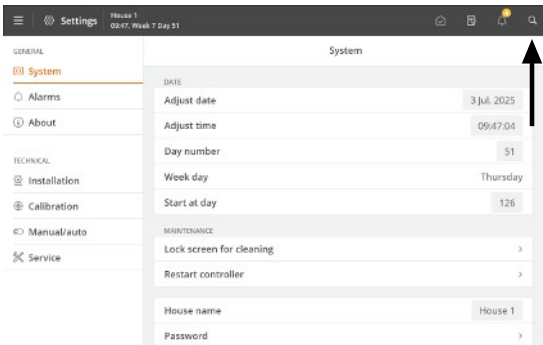 Settings
House 1
09:47, Week 7 Day 51
GENERAL
System
Alarms
About
TECHNICAL
Installation
Calibration
Manual/auto
Service
System
DATE
Adjust date 3 Jul. 2025
Adjust time 09:47:04
Day number 51
Week day Thursday
Start at day 126
MAINTENANCE
Lock screen for cleaning
Restart controller
House name House 1
Password